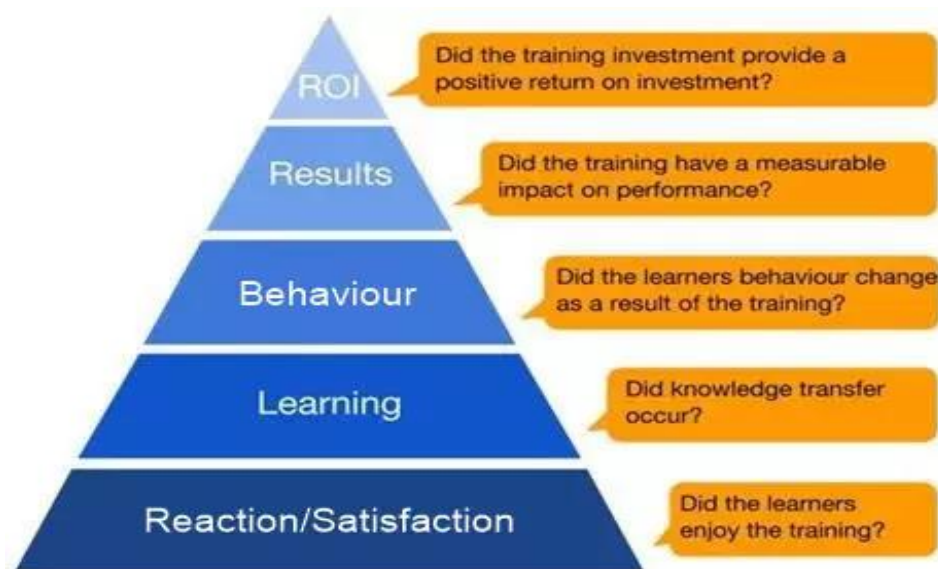 ROI
Did the training investment provide a
positive return on investment?
Results
Did the training have a measurable
impact on performance?
Behaviour
Did the learners behaviour change
as a result of the training?
Learning
Did knowledge transfer
occur?
Reaction/Satisfaction
Did the learners
enjoy the training?